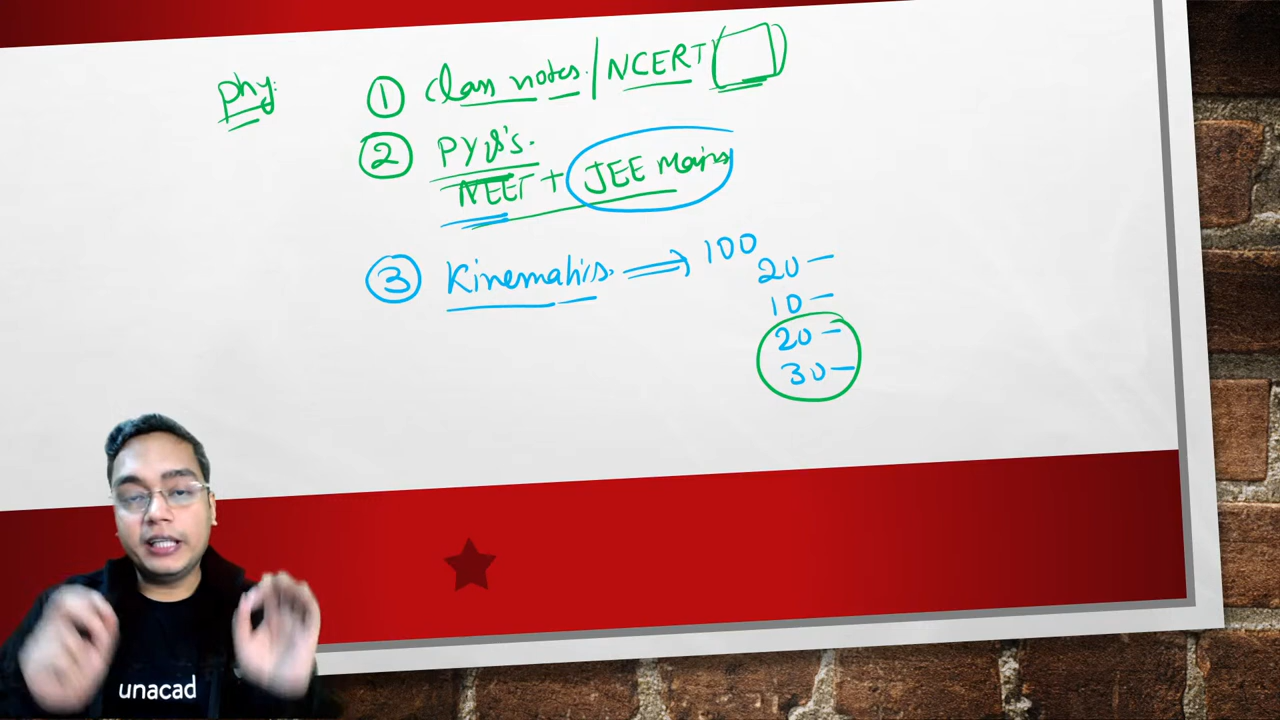 Phy:
① Class notes / NCERT
② PYQ's.
NEET + JEE Mains
③ Kinematics. ⇒ 100
20 –
10 –
20 –
30 –
unacad